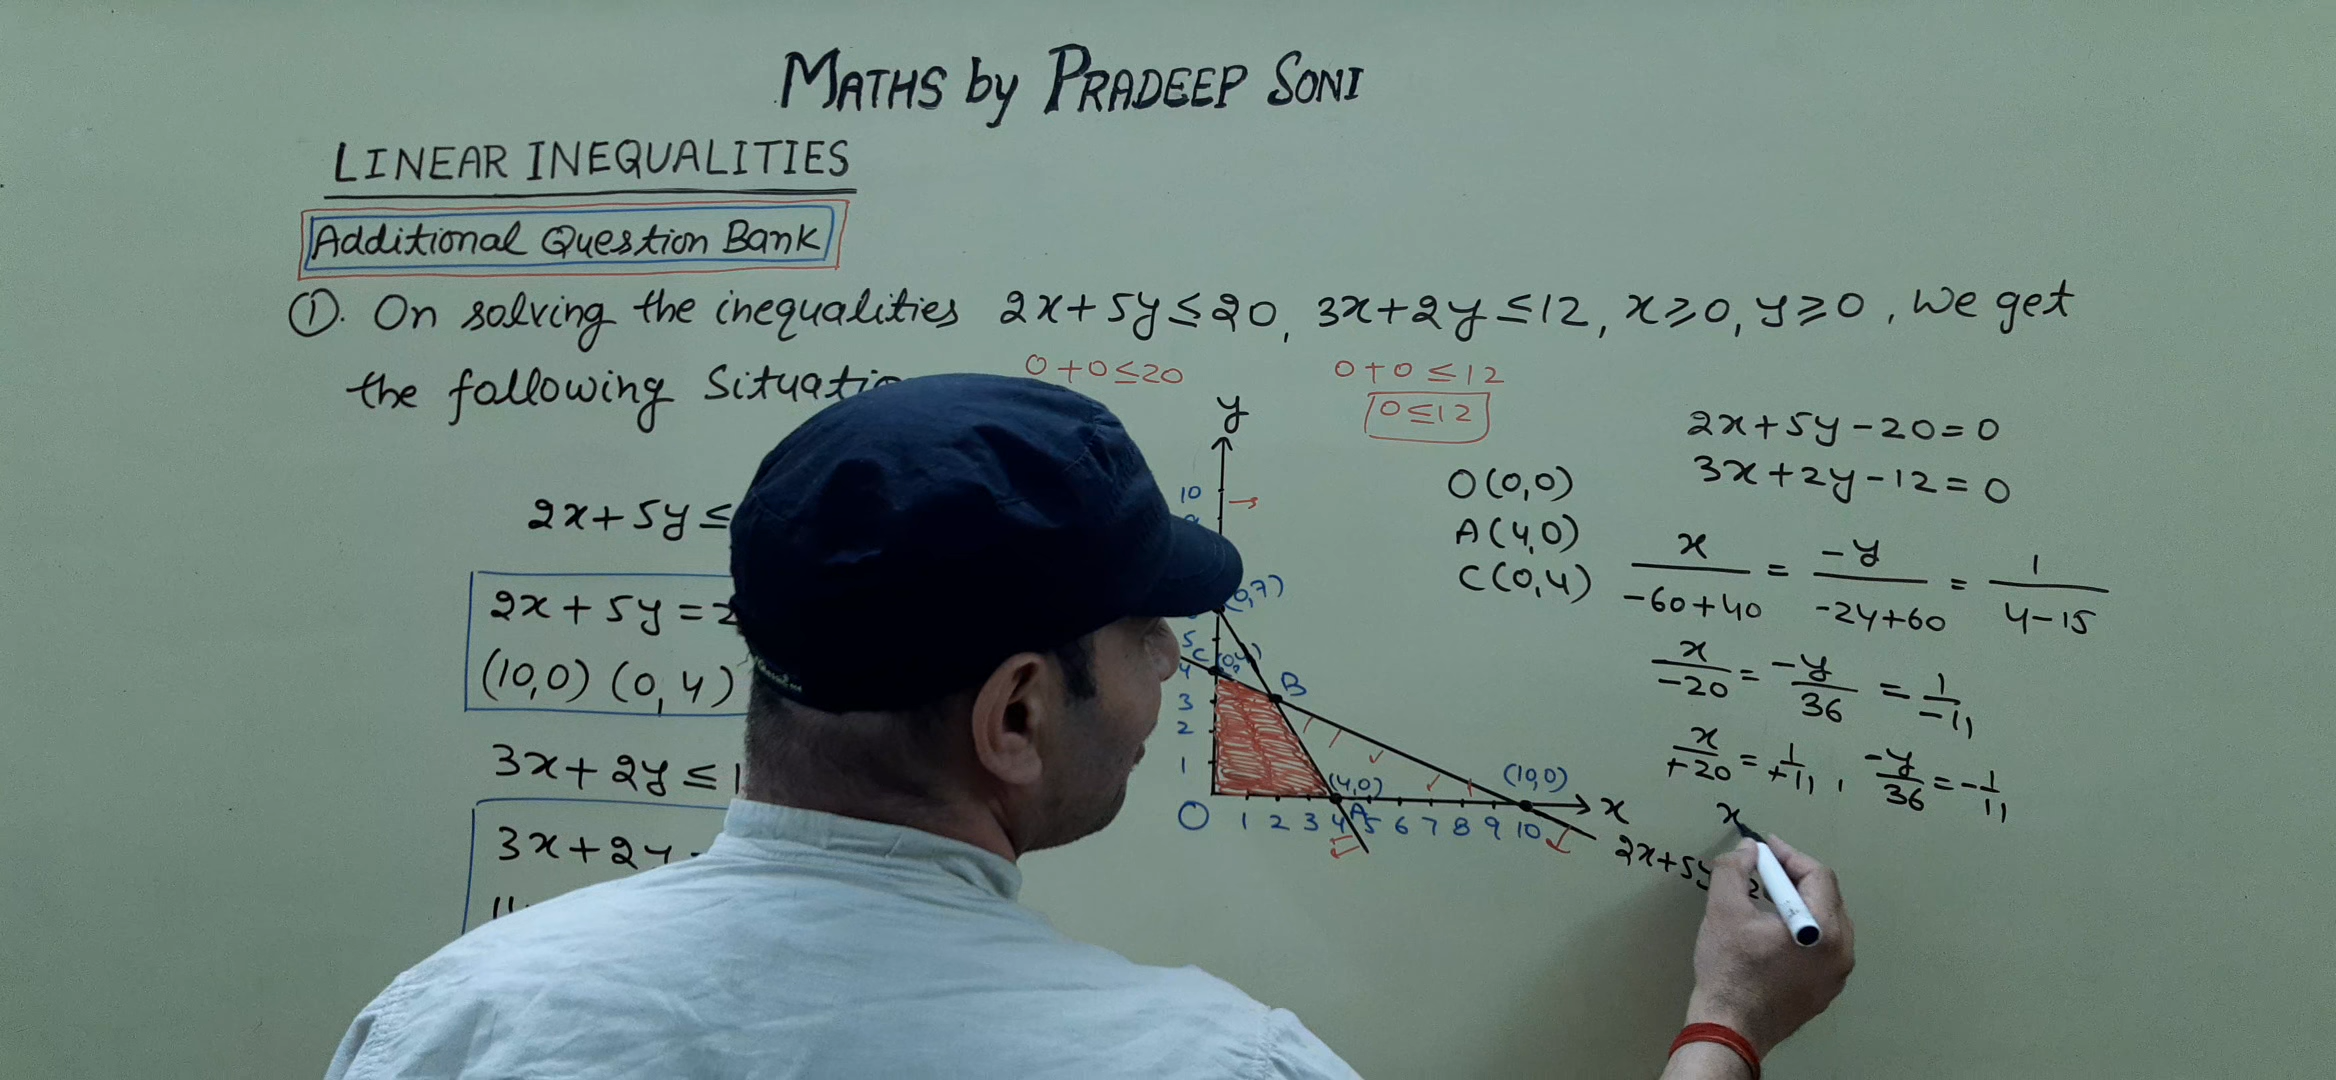 MATHS by PRADEEP SONI
LINEAR INEQUALITIES
Additional Question Bank
①. On solving the inequalities 2x+5y≤20, 3x+2y≤12, x≥0, y≥0, we get
the following
0+0≤20
0+0≤12
0≤12
2x+5y≤
2x+5y=2
(10,0) (0,4)
3x+2y≤1
3x+2y
y
10
5
4
3
2
1
C
B
(4,0)
A
(10,0)
x
O 1 2 3 4 5 6 7 8 9 10
2x+5y
O(0,0)
A(4,0)
C(0,4)
2x+5y-20=0
3x+2y-12=0
x/(-60+40) = -y/(-24+60) = 1/(4-15)
x/-20 = -y/36 = 1/-11
x/+20 = 1/+11, -y/36 = -1/11
x